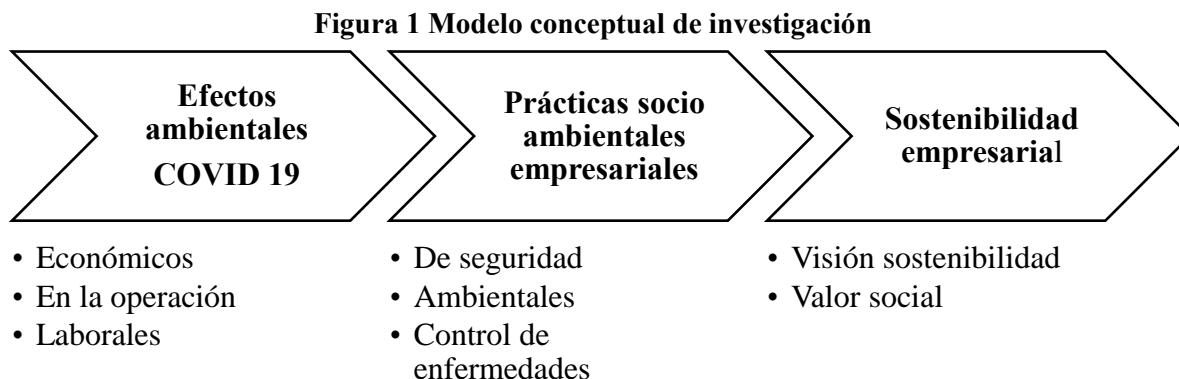 Figura 1 Modelo conceptual de investigación
Efectos
ambientales
COVID 19
Prácticas socio
ambientales
empresariales
Sostenibilidad
empresarial
• Económicos
• En la operación
• Laborales
• De seguridad
• Ambientales
• Control de
enfermedades
• Visión sostenibilidad
• Valor social